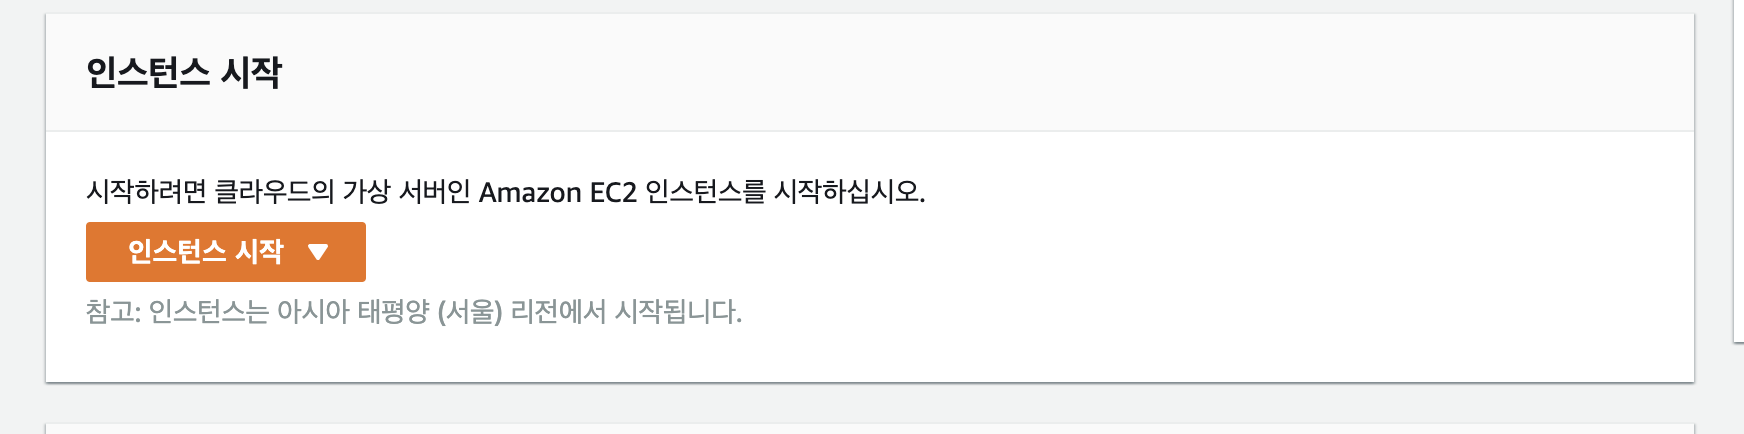 인스턴스 시작
시작하려면 클라우드의 가상 서버인 Amazon EC2 인스턴스를 시작하십시오.
인스턴스 시작
참고: 인스턴스는 아시아 태평양 (서울) 리전에서 시작됩니다.